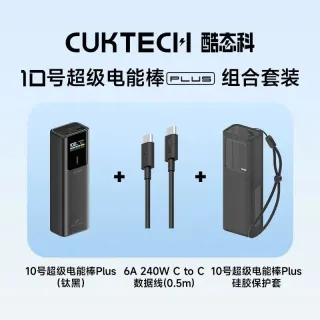 CUKTECH 酷态科
10号超级电能棒 PLUS 组合套装
10号超级电能棒Plus
(钛黑)
6A 240W C to C
数据线(0.5m)
10号超级电能棒Plus
硅胶保护套